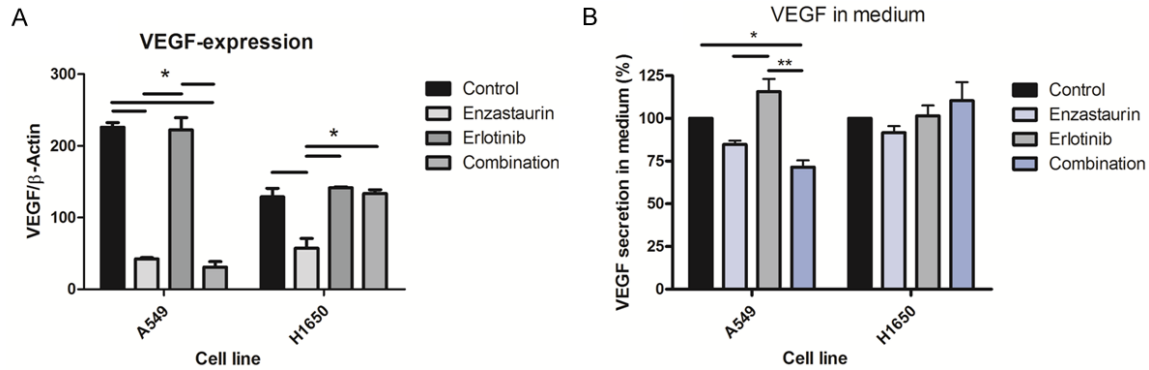 A
VEGF-expression
VEGF/β-Actin
300
200
100
0
*
*
A549
H1650
Cell line
Control
Enzastaurin
Erlotinib
Combination
B
VEGF in medium
VEGF secretion in medium (%)
125
100
75
50
25
0
*
**
A549
H1650
Cell line
Control
Enzastaurin
Erlotinib
Combination